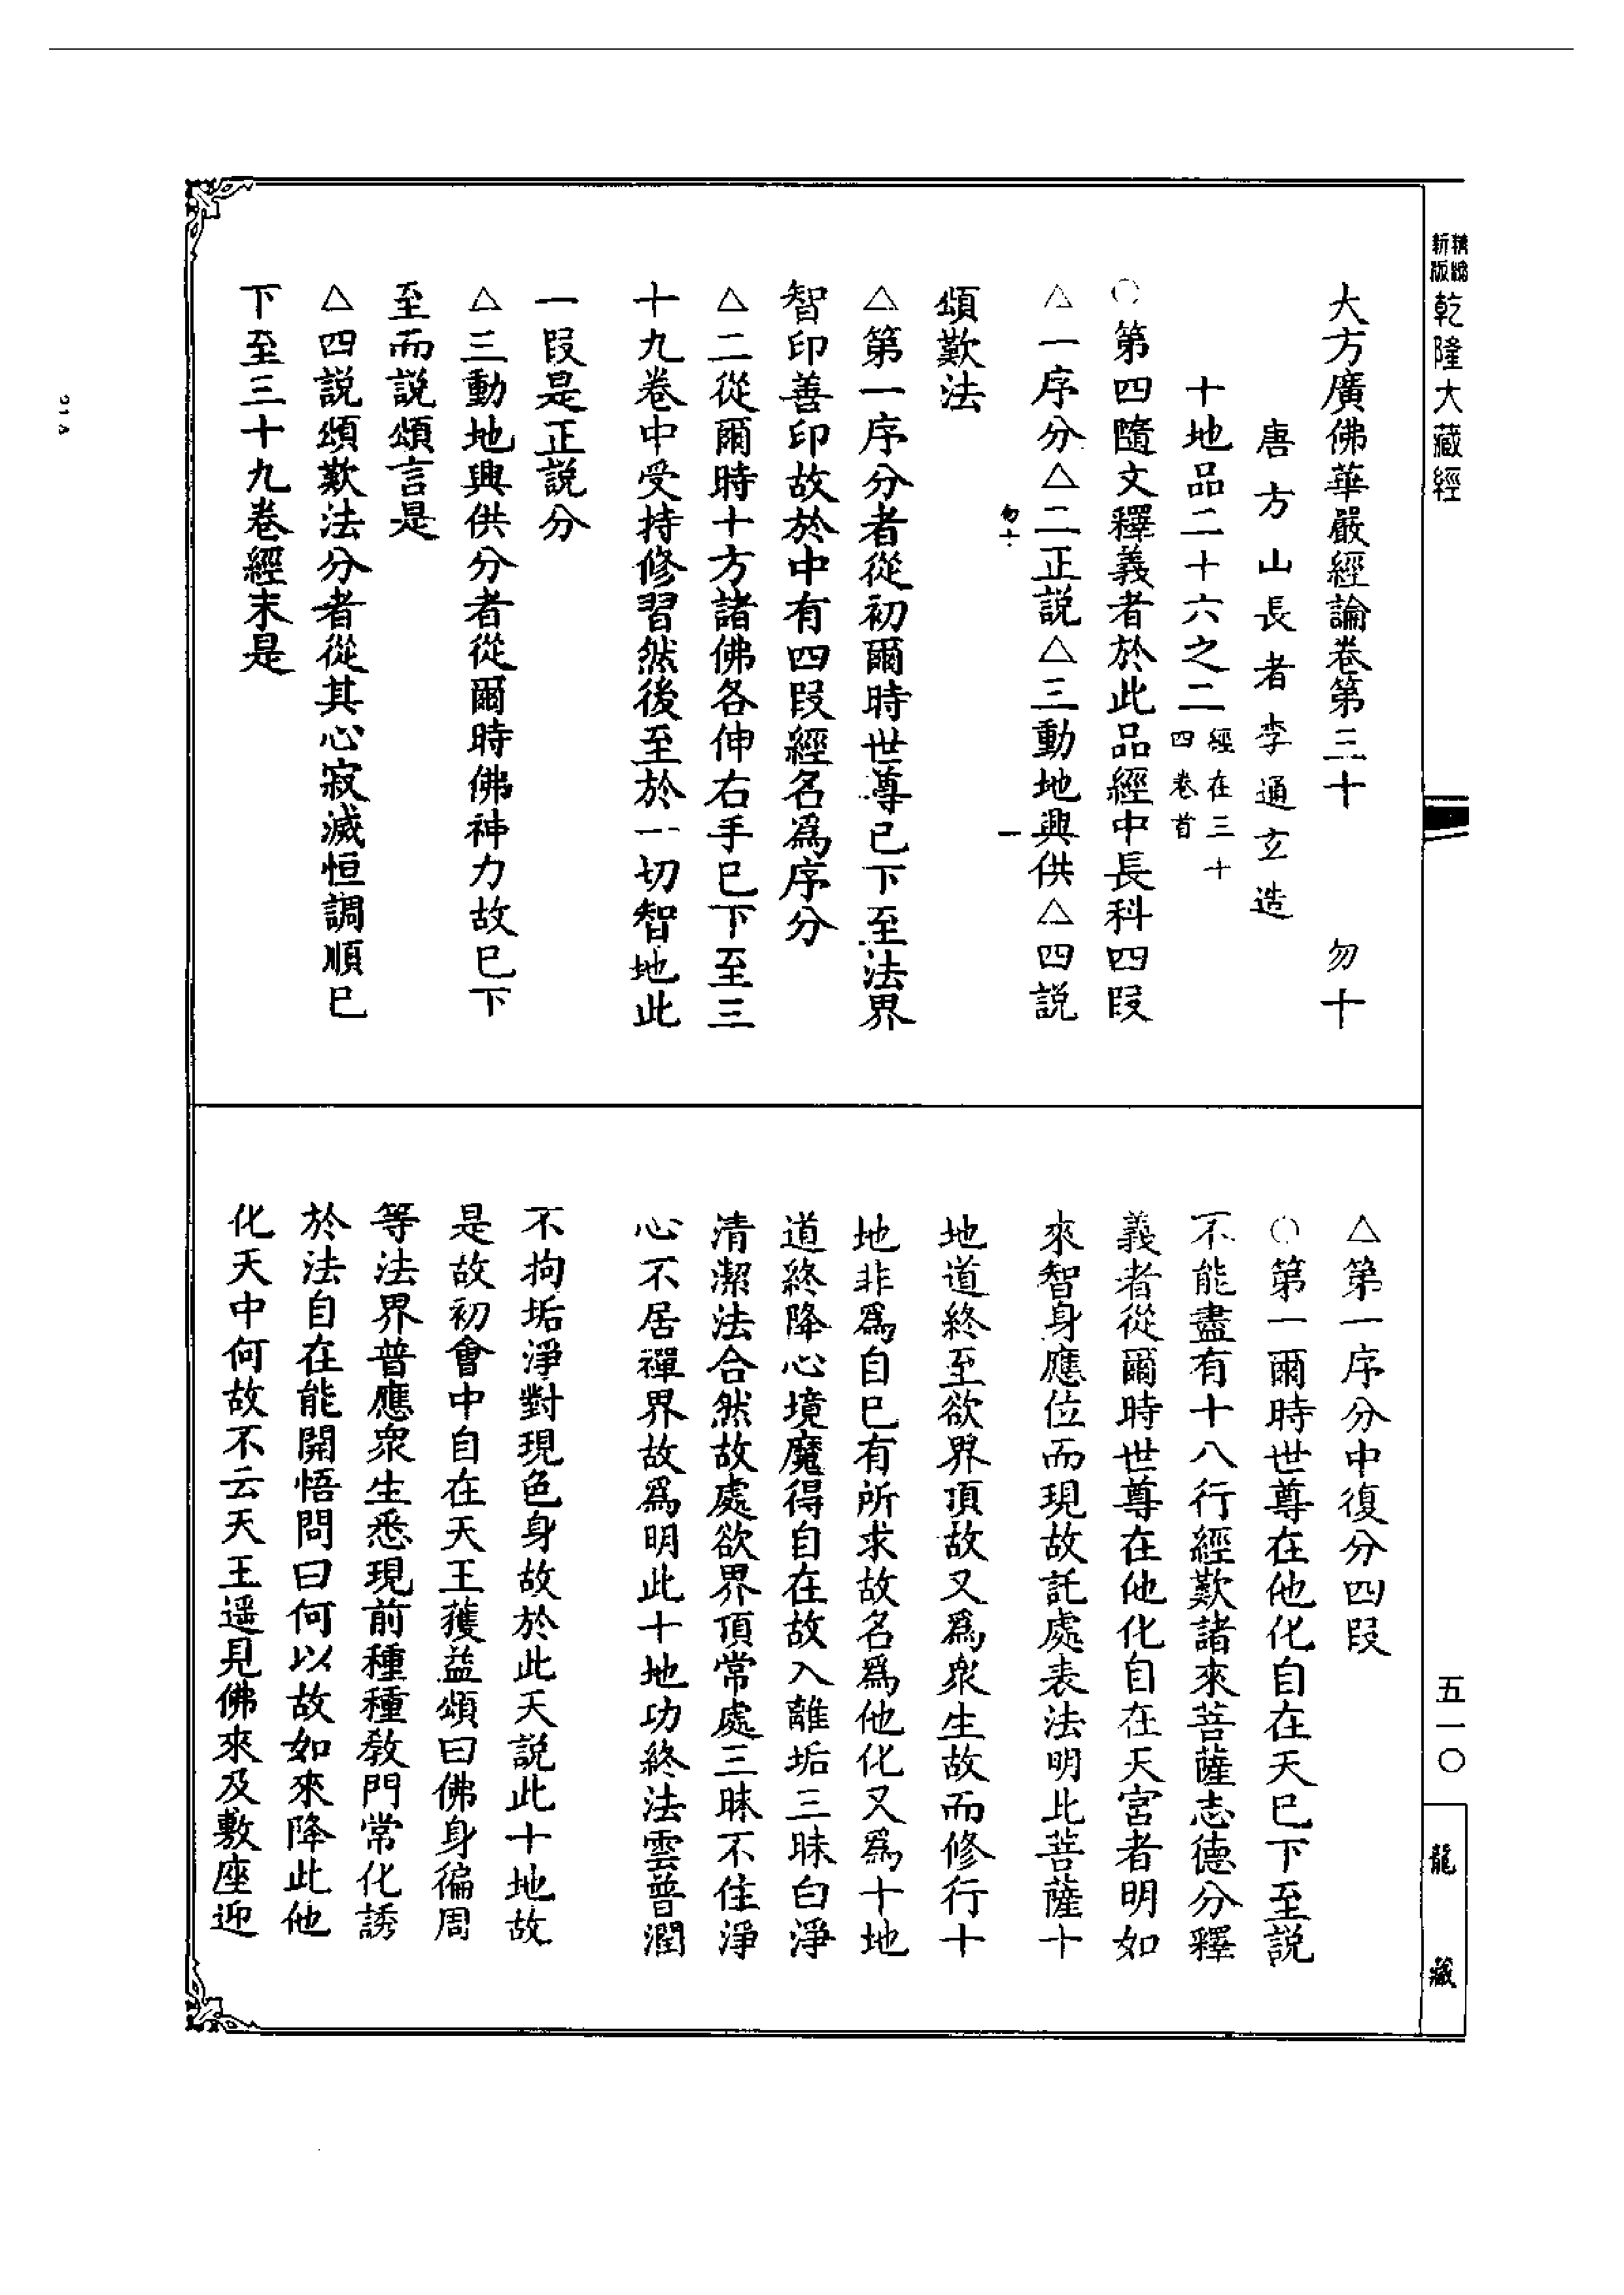 精縮新版乾隆大藏經
大方廣佛華嚴經論卷第三十　勿十
唐方山長者李通玄造
十地品二十六之二經在三十四卷首
○第四隨文釋義者於此品經中長科四段
△一序分△二正說△三動地興供△四說
勿十　一
頌歎法
△第一序分者從初爾時世尊已下至法界
智印善印故於中有四段經名爲序分
△二從爾時十方諸佛各伸右手已下至三
十九卷中受持修習然後至於一切智地此
一段是正說分
△三動地興供分者從爾時佛神力故已下
至而說頌言是
△四說頌歎法分者從其心寂滅恒調順已
下至三十九卷經末是
△第一序分中復分四段
○第一爾時世尊在他化自在天已下至說
不能盡有十八行經歎諸來菩薩志德分釋
義者從爾時世尊在他化自在天宮者明如
來智身應位而現故託處表法明此菩薩十
地道終至欲界頂故又爲衆生故而修行十
地非爲自已有所求故名爲他化又爲十地
道終降心境魔得自在故入離垢三昧白淨
清潔法合然故處欲界頂常處三昧不住淨
心不居禪界故爲明此十地功終法雲普潤
不拘垢淨對現色身故於此天說此十地故
是故初會中自在天王獲益頌曰佛身徧周
等法界普應衆生悉現前種種教門常化誘
於法自在能開悟問曰何以故如來降此他
化天中何故不云天王遥見佛來及敷座迎
五一〇
龍藏